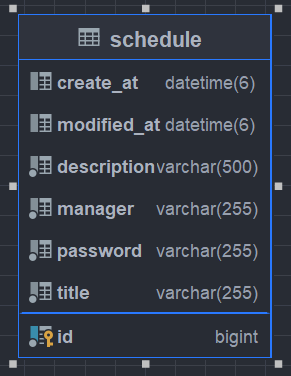 schedule
create_at datetime(6)
modified_at datetime(6)
description varchar(500)
manager varchar(255)
password varchar(255)
title varchar(255)
id bigint